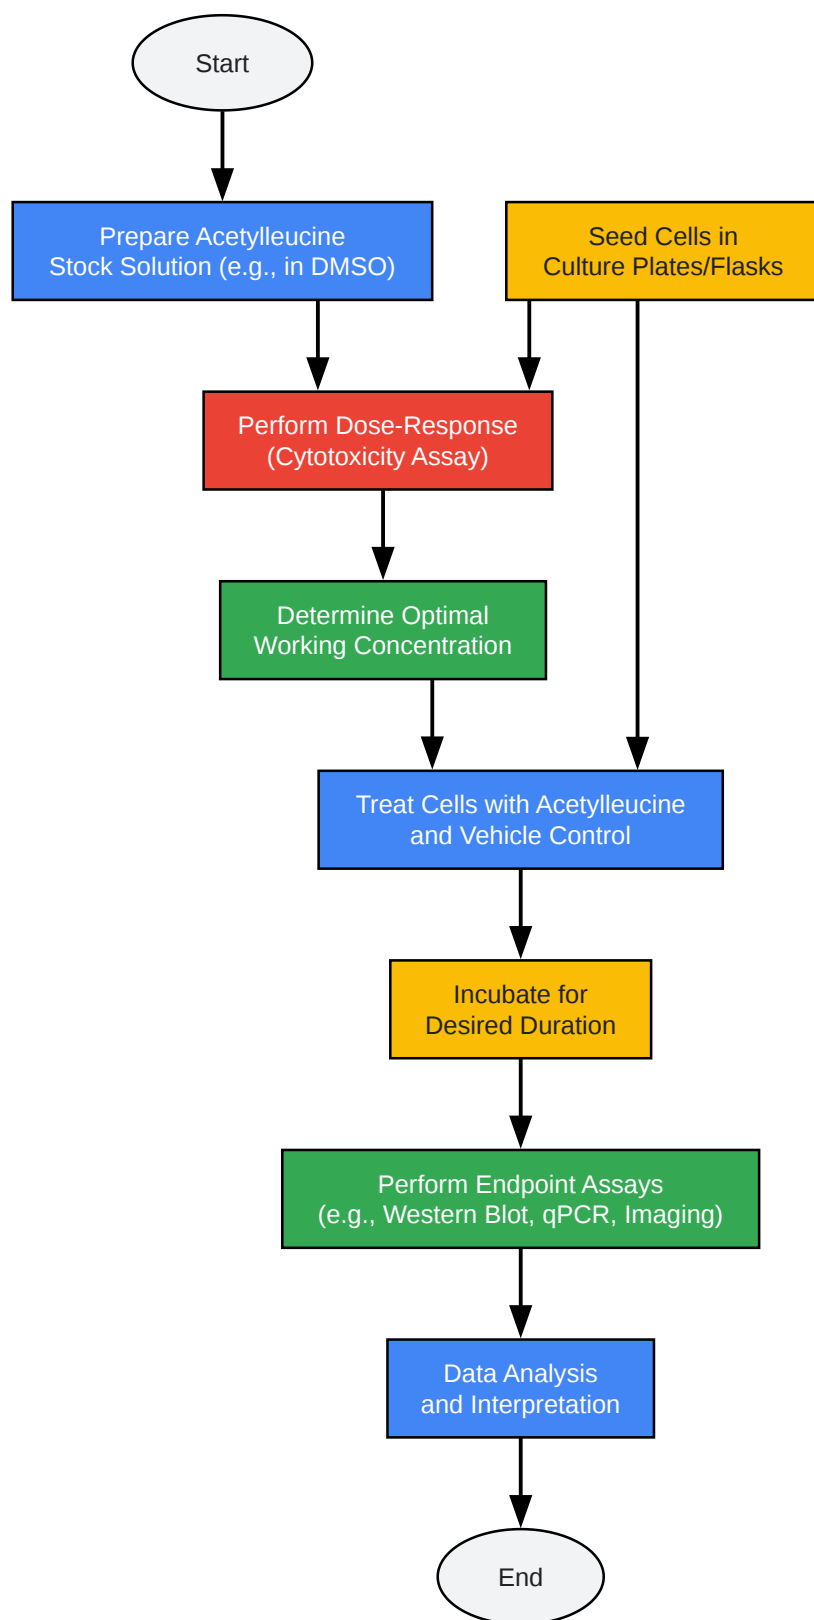 Start
Prepare Acetylleucine
Stock Solution (e.g., in DMSO)
Seed Cells in
Culture Plates/Flasks
Perform Dose-Response
(Cytotoxicity Assay)
Determine Optimal
Working Concentration
Treat Cells with Acetylleucine
and Vehicle Control
Incubate for
Desired Duration
Perform Endpoint Assays
(e.g., Western Blot, qPCR, Imaging)
Data Analysis
and Interpretation
End